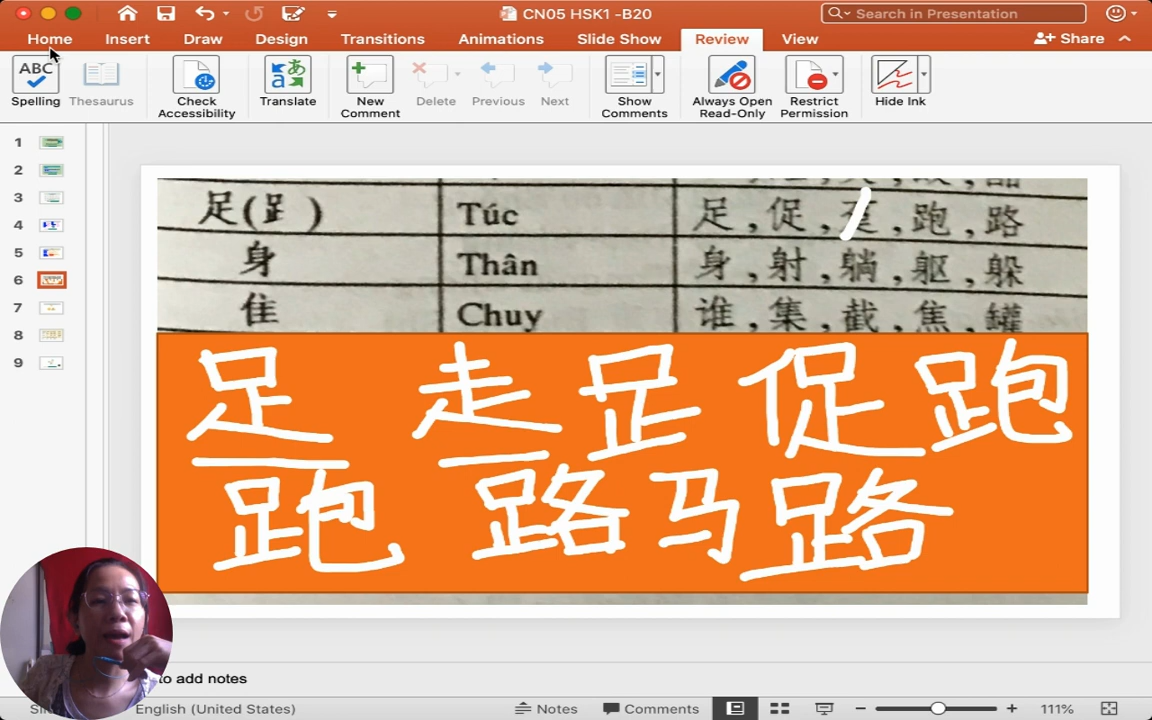 CN05 HSK1 -B20
Search in Presentation
Home Insert Draw Design Transitions Animations Slide Show Review View Share
ABC
Spelling Thesaurus Check Accessibility Translate New Comment Delete Previous Next Show Comments Always Open Read-Only Restrict Permission Hide Ink
1
2
3
4
5
6
7
8
9
足(⻊) Túc 足,促,跑,路
身 Thân 身,射,躺,躯,躲
隹 Chuy 谁,集,截,焦,罐
足 走 ⻊ 促 跑
跑 路 马路
to add notes
English (United States) Notes Comments 111%